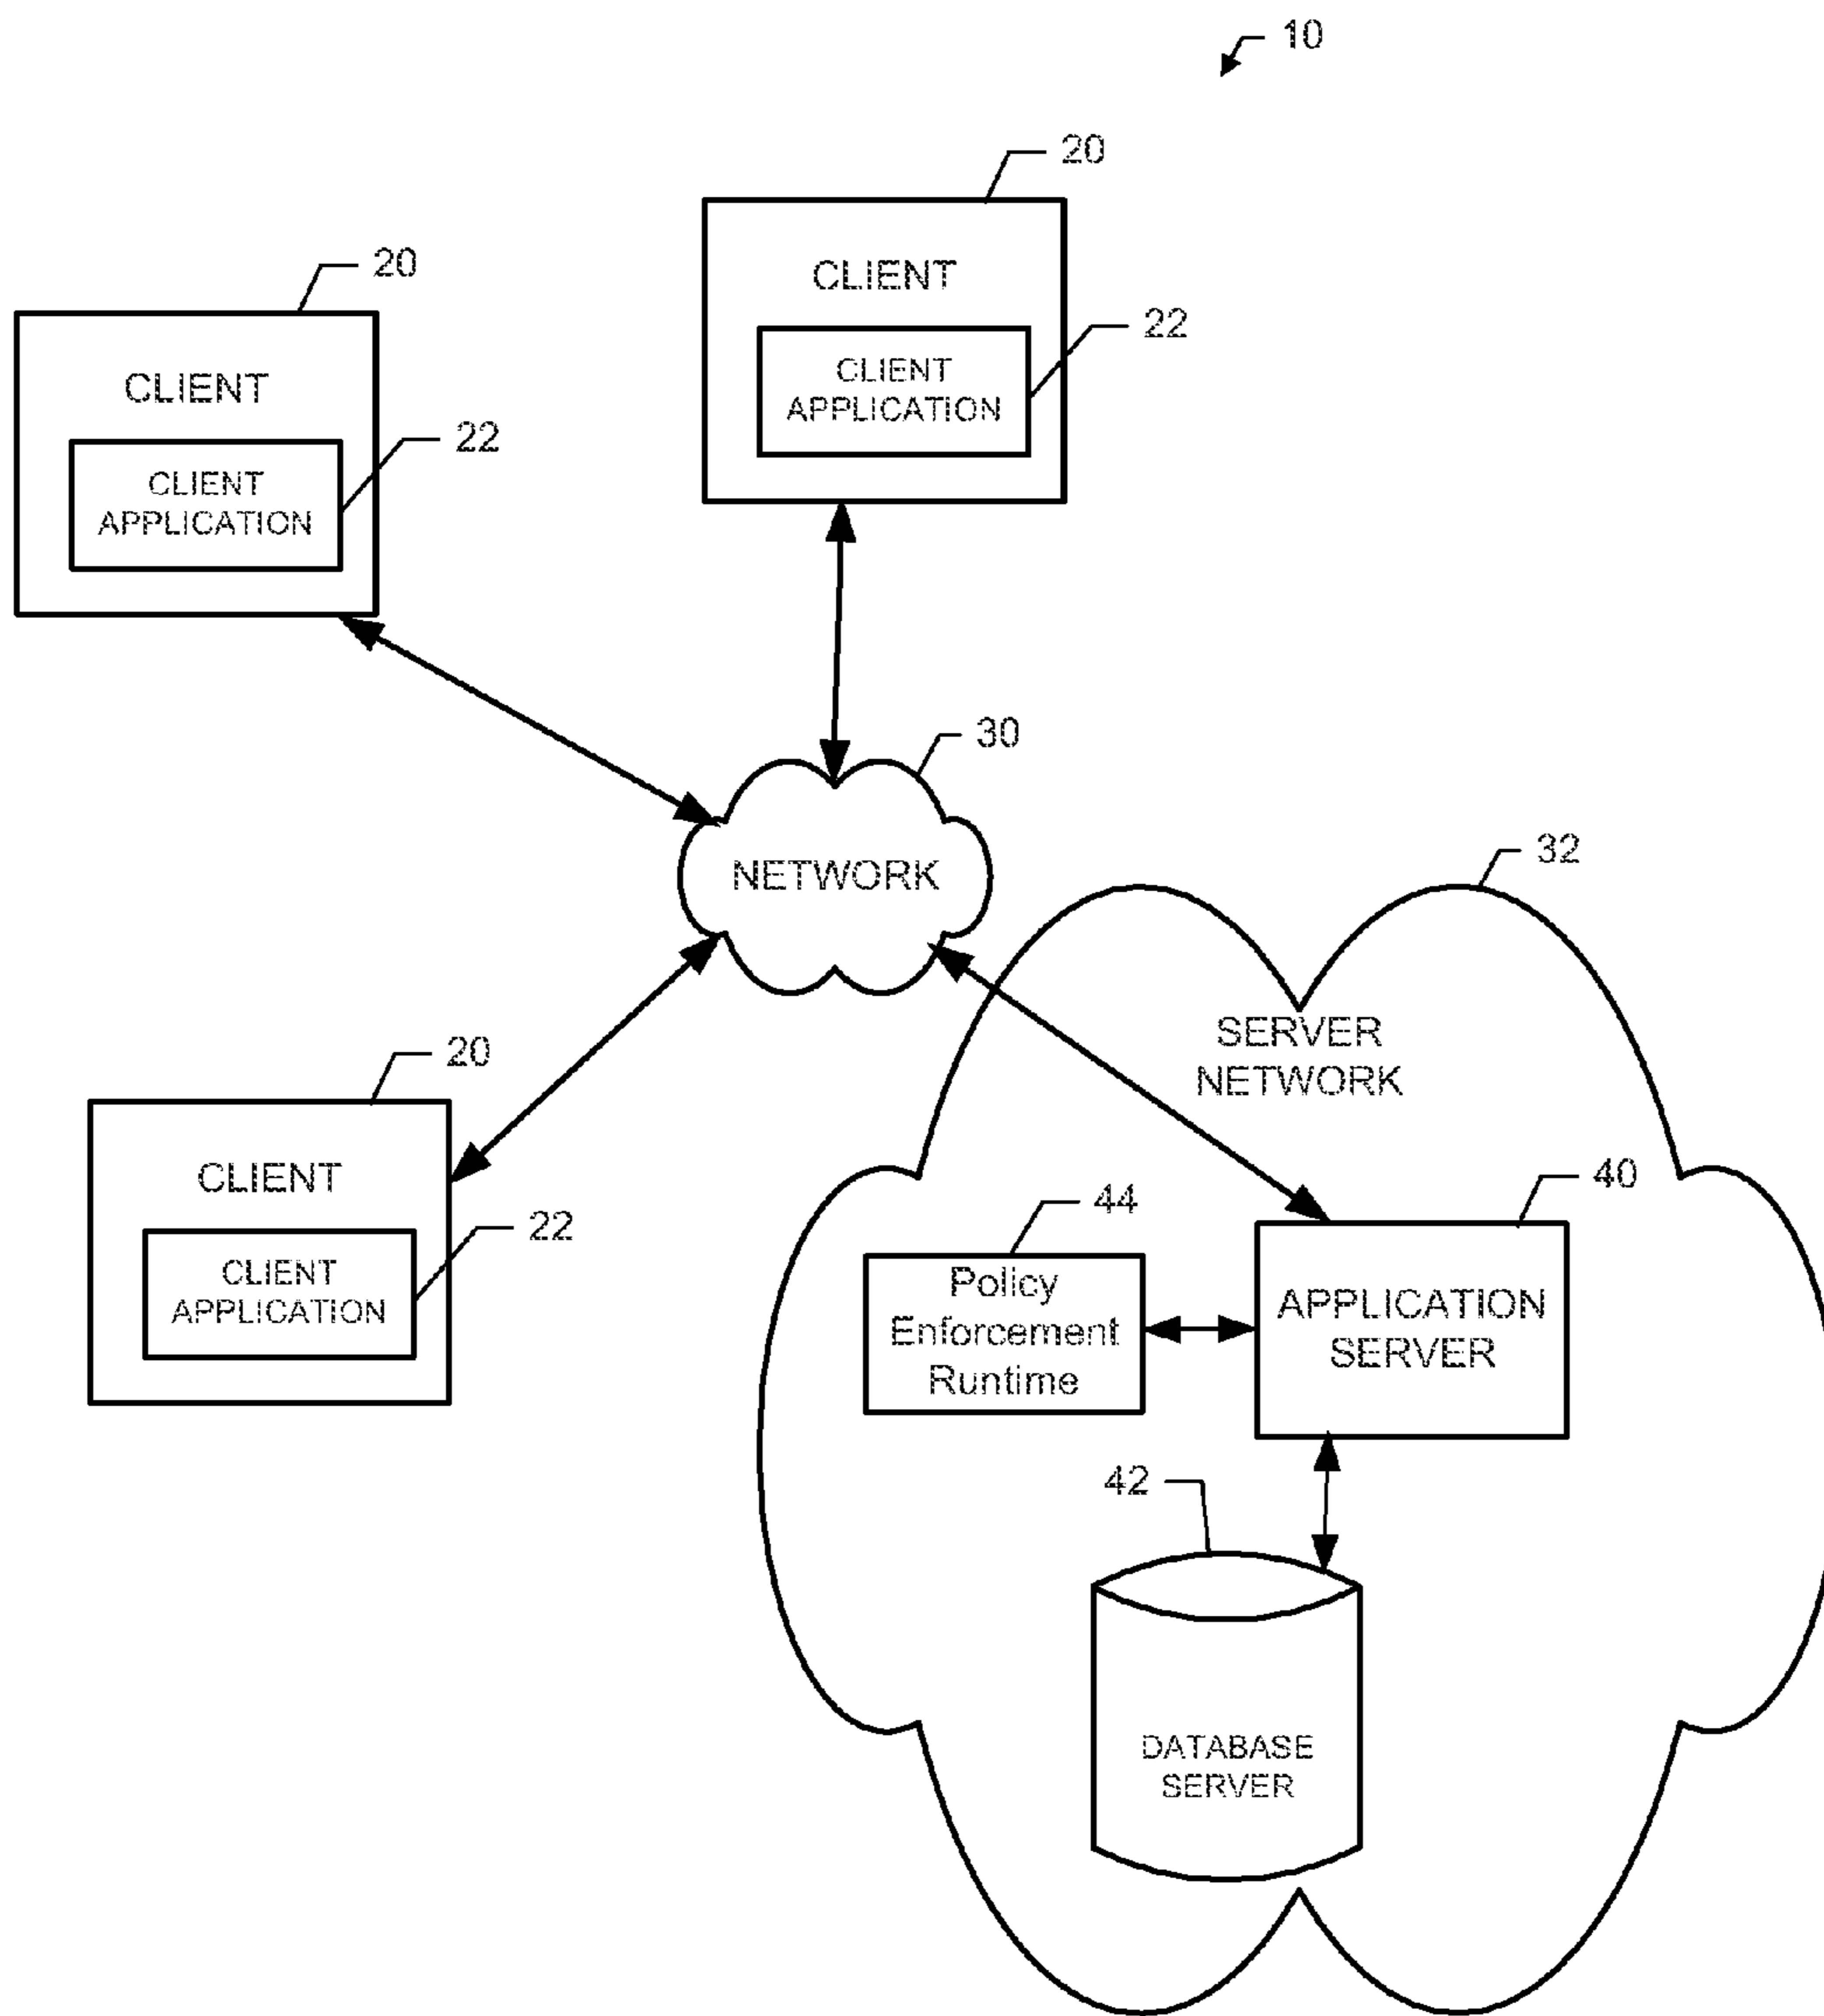 10
20
CLIENT
22
CLIENT
APPLICATION
20
CLIENT
22
CLIENT
APPLICATION
30
NETWORK
32
SERVER
NETWORK
20
CLIENT
22
CLIENT
APPLICATION
44
Policy
Enforcement
Runtime
40
APPLICATION
SERVER
42
DATABASE
SERVER